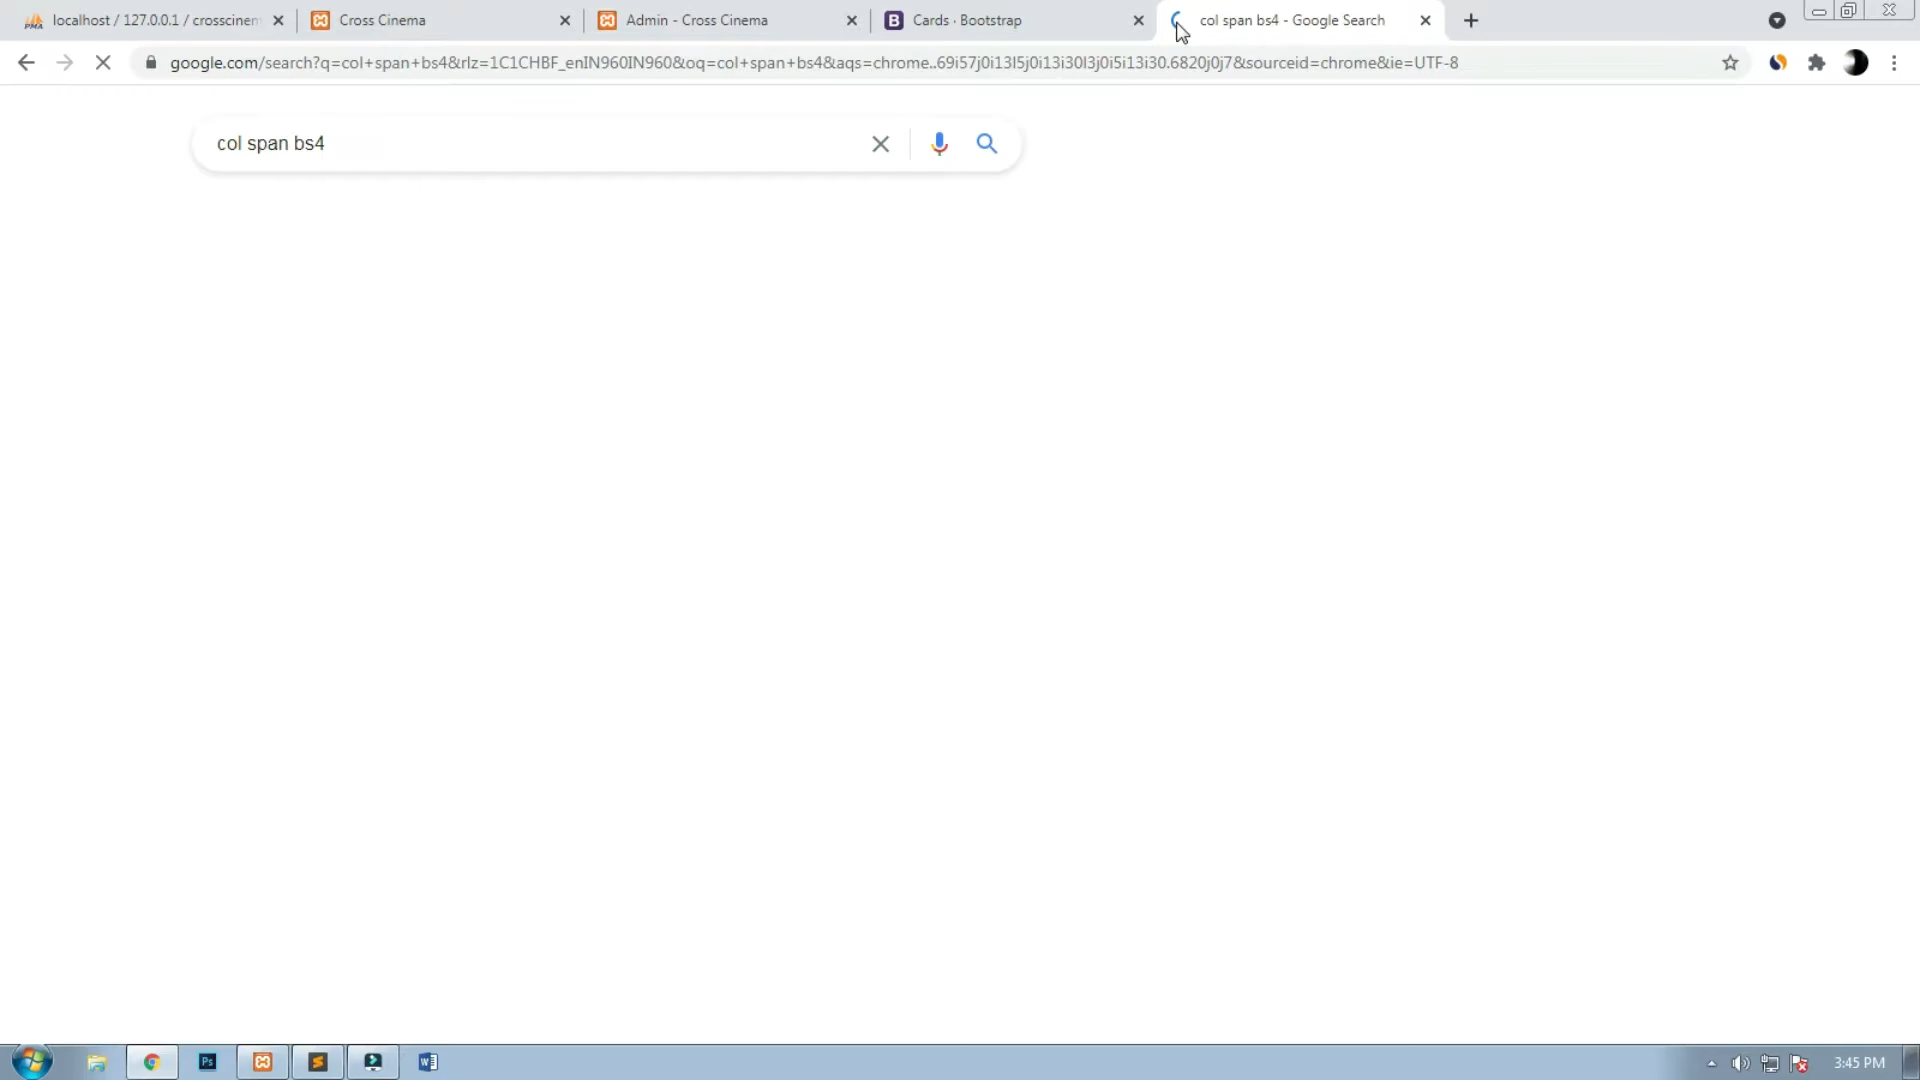 localhost / 127.0.0.1 / crosscinem
Cross Cinema
Admin - Cross Cinema
B Cards · Bootstrap
col span bs4 - Google Search
google.com/search?q=col+span+bs4&rlz=1C1CHBF_enIN960IN960&oq=col+span+bs4&aqs=chrome..69i57j0i13l5j0i13i30l3j0i5i13i30.6820j0j7&sourceid=chrome&ie=UTF-8
col span bs4
Ps
3:45 PM